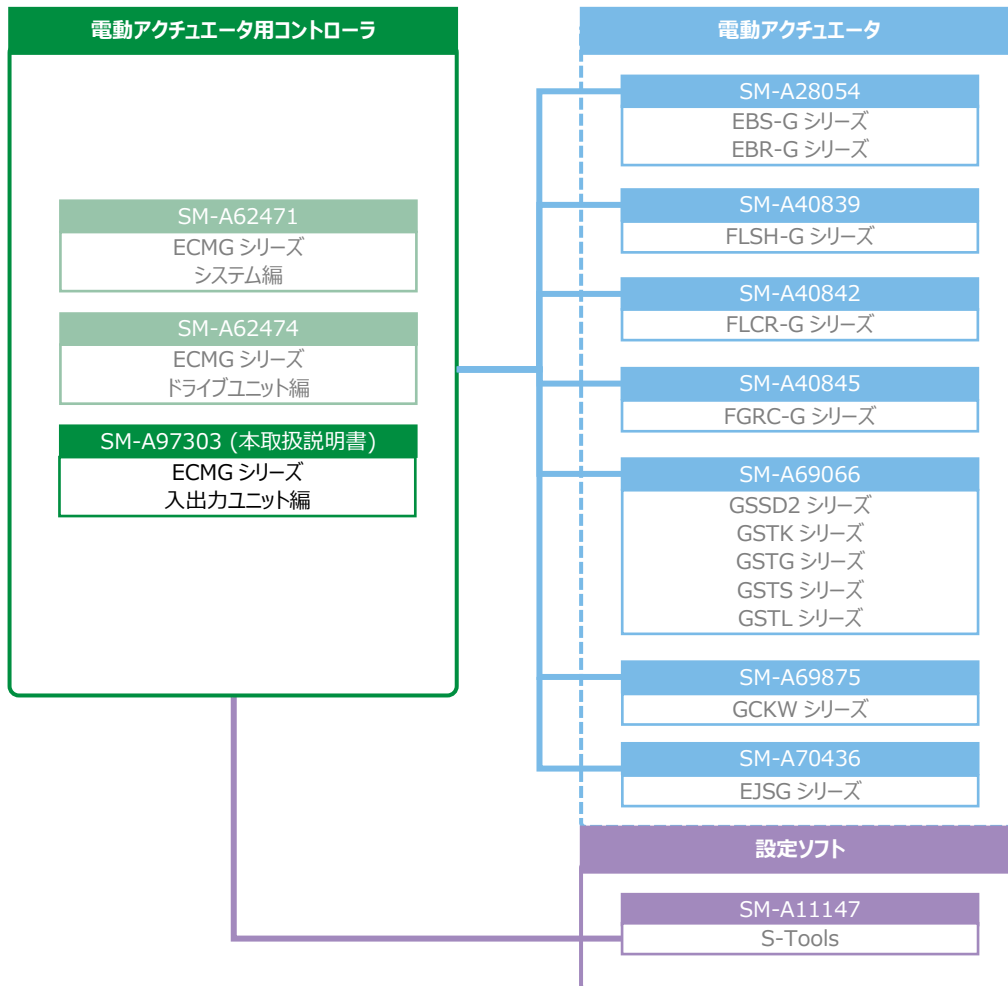 電動アクチュエータ用コントローラ
SM-A62471
ECMG シリーズ
システム編
SM-A62474
ECMG シリーズ
ドライブユニット編
SM-A97303 (本取扱説明書)
ECMG シリーズ
入出力ユニット編
電動アクチュエータ
SM-A28054
EBS-G シリーズ
EBR-G シリーズ
SM-A40839
FLSH-G シリーズ
SM-A40842
FLCR-G シリーズ
SM-A40845
FGRC-G シリーズ
SM-A69066
GSSD2 シリーズ
GSTK シリーズ
GSTG シリーズ
GSTS シリーズ
GSTL シリーズ
SM-A69875
GCKW シリーズ
SM-A70436
EJSG シリーズ
設定ソフト
SM-A11147
S-Tools